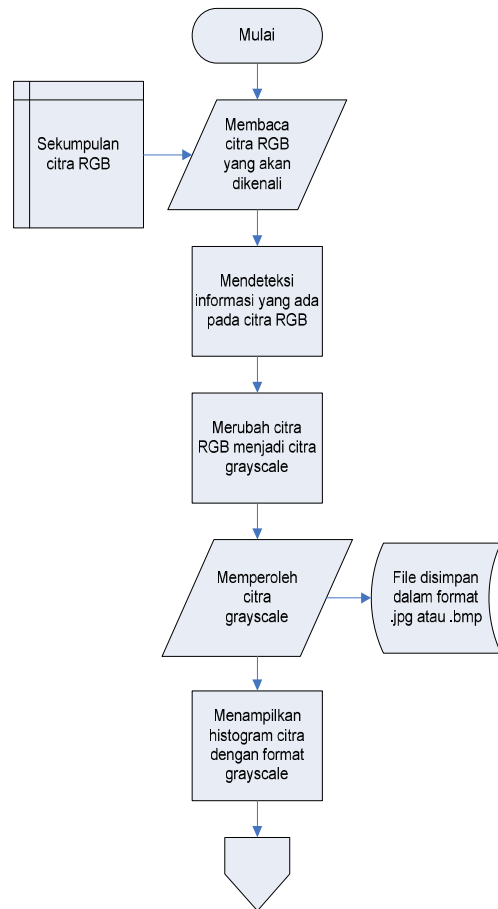 Mulai
Sekumpulan
citra RGB
Membaca
citra RGB
yang akan
dikenali
Mendeteksi
informasi yang ada
pada citra RGB
Merubah citra
RGB menjadi citra
grayscale
Memperoleh
citra
grayscale
File disimpan
dalam format
.jpg atau .bmp
Menampilkan
histogram citra
dengan format
grayscale